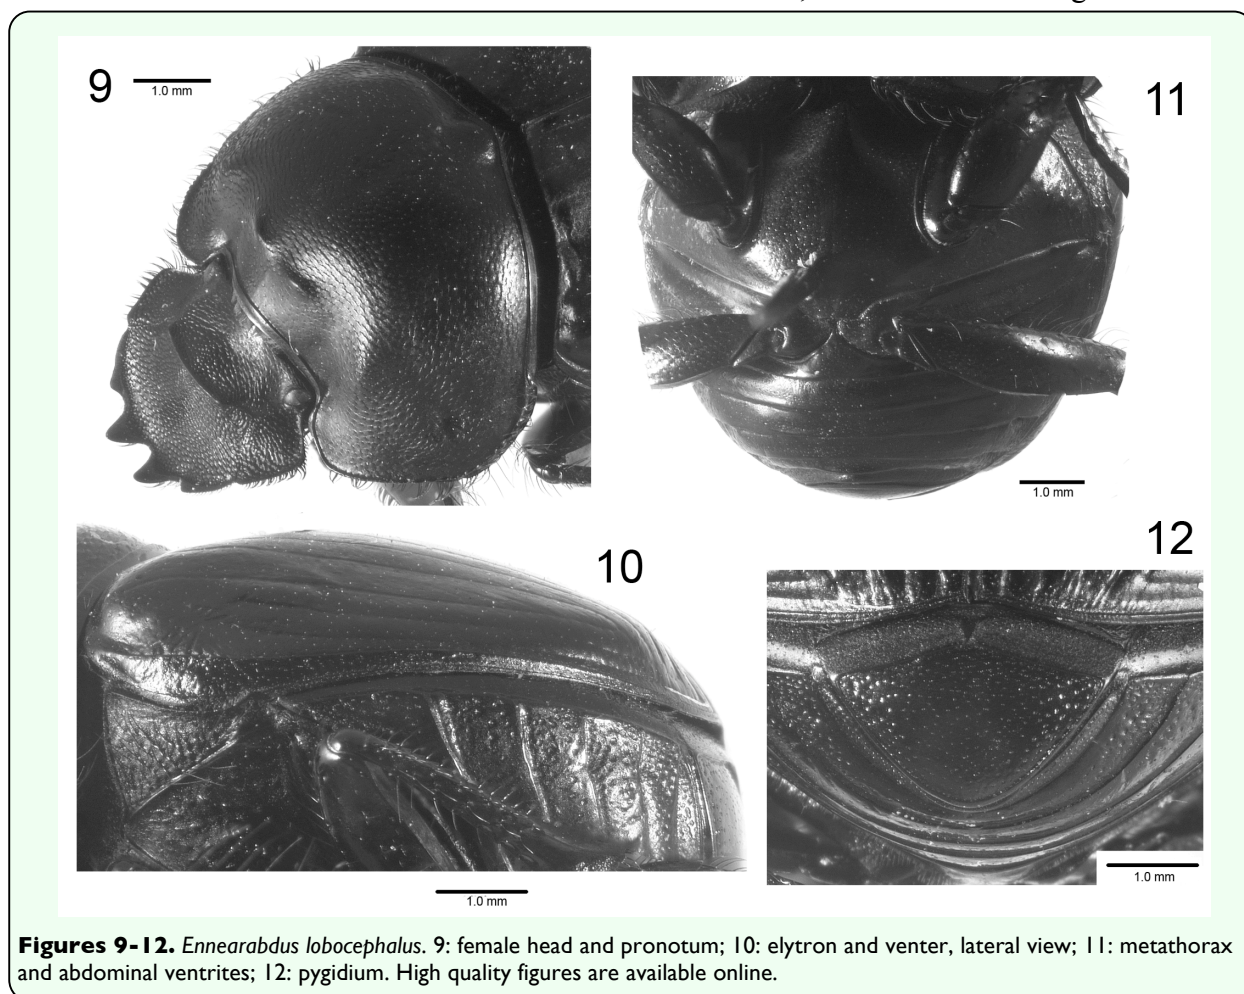 9
1.0 mm
11
1.0 mm
10
1.0 mm
12
1.0 mm
Figures 9-12. Ennearabdus lobocephalus. 9: female head and pronotum; 10: elytron and venter, lateral view; 11: metathorax
and abdominal ventrites; 12: pygidium. High quality figures are available online.